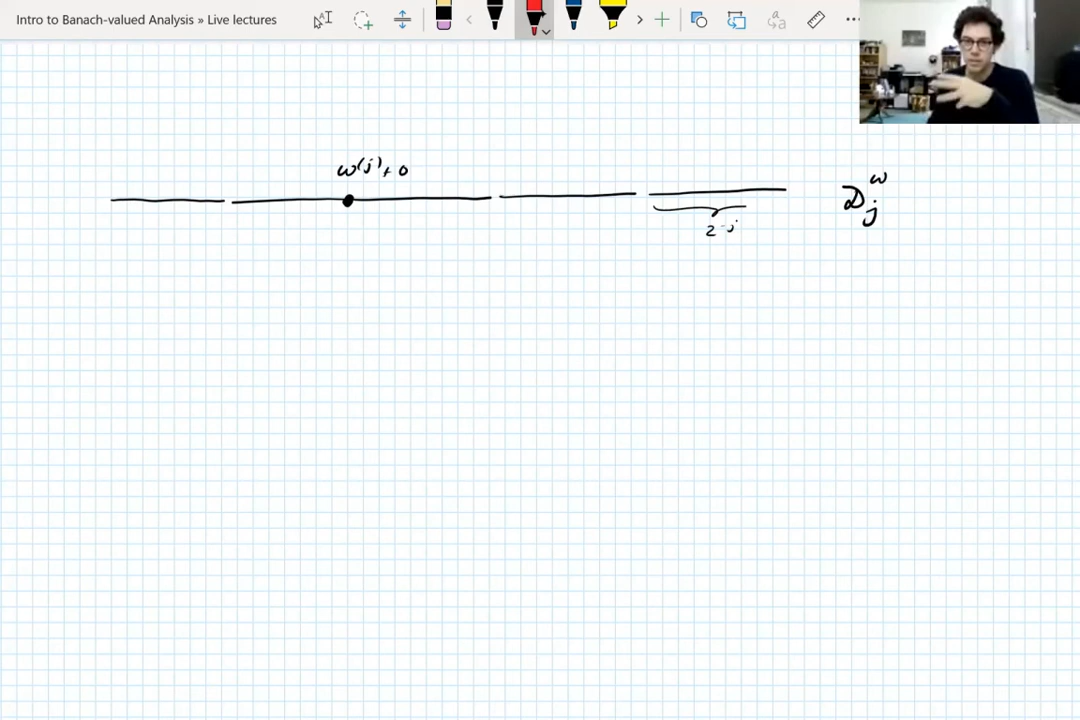 Intro to Banach-valued Analysis » Live lectures
ω(j) + 0
𝒟_j^ω
2^-j